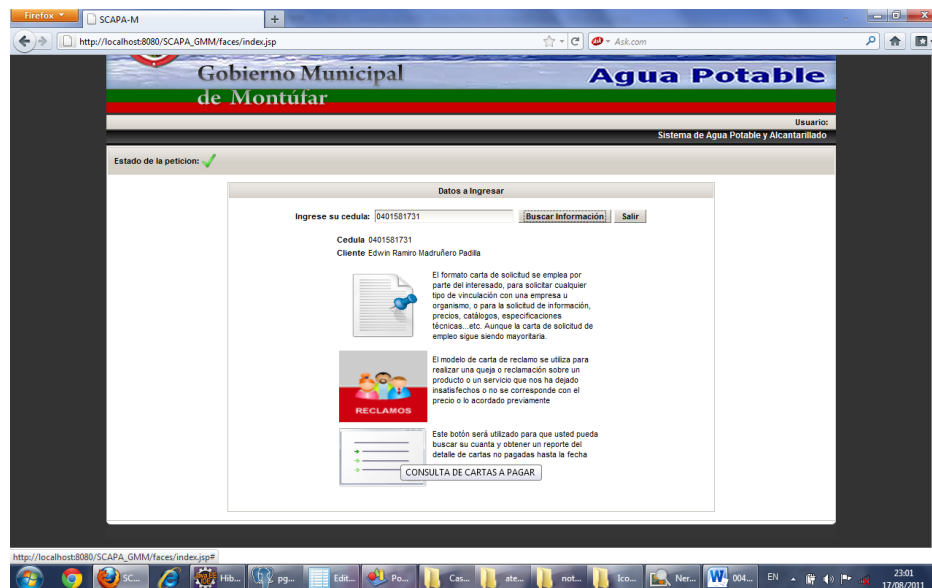 Firefox
SCAPA-M
http://localhost:8080/SCAPA_GMM/faces/index.jsp
Ask.com
Gobierno Municipal
de Montúfar
Agua Potable
Usuario:
Sistema de Agua Potable y Alcantarillado
Estado de la peticion:
Datos a Ingresar
Ingrese su cedula: 0401581731 Buscar Información Salir
Cedula 0401581731
Cliente Edwin Ramiro Madruñero Padilla
El formato carta de solicitud se emplea por
parte del interesado, para solicitar cualquier
tipo de vinculación con una empresa u
organismo, o para la solicitud de información,
precios, catálogos, especificaciones
técnicas...etc. Aunque la carta de solicitud de
empleo sigue siendo mayoritaria.
El modelo de carta de reclamo se utiliza para
realizar una queja o reclamación sobre un
producto o un servicio que nos ha dejado
insatisfechos o no se corresponde con el
precio o lo acordado previamente
RECLAMOS
Este botón será utilizado para que usted pueda
buscar su cuanta y obtener un reporte del
detalle de cartas no pagadas hasta la fecha
CONSULTA DE CARTAS A PAGAR
http://localhost:8080/SCAPA_GMM/faces/index.jsp#
SC... Hib... pg... Edit... Po... Cas... ate... not... Ico... Ner... 004... EN 23:01
17/08/2011